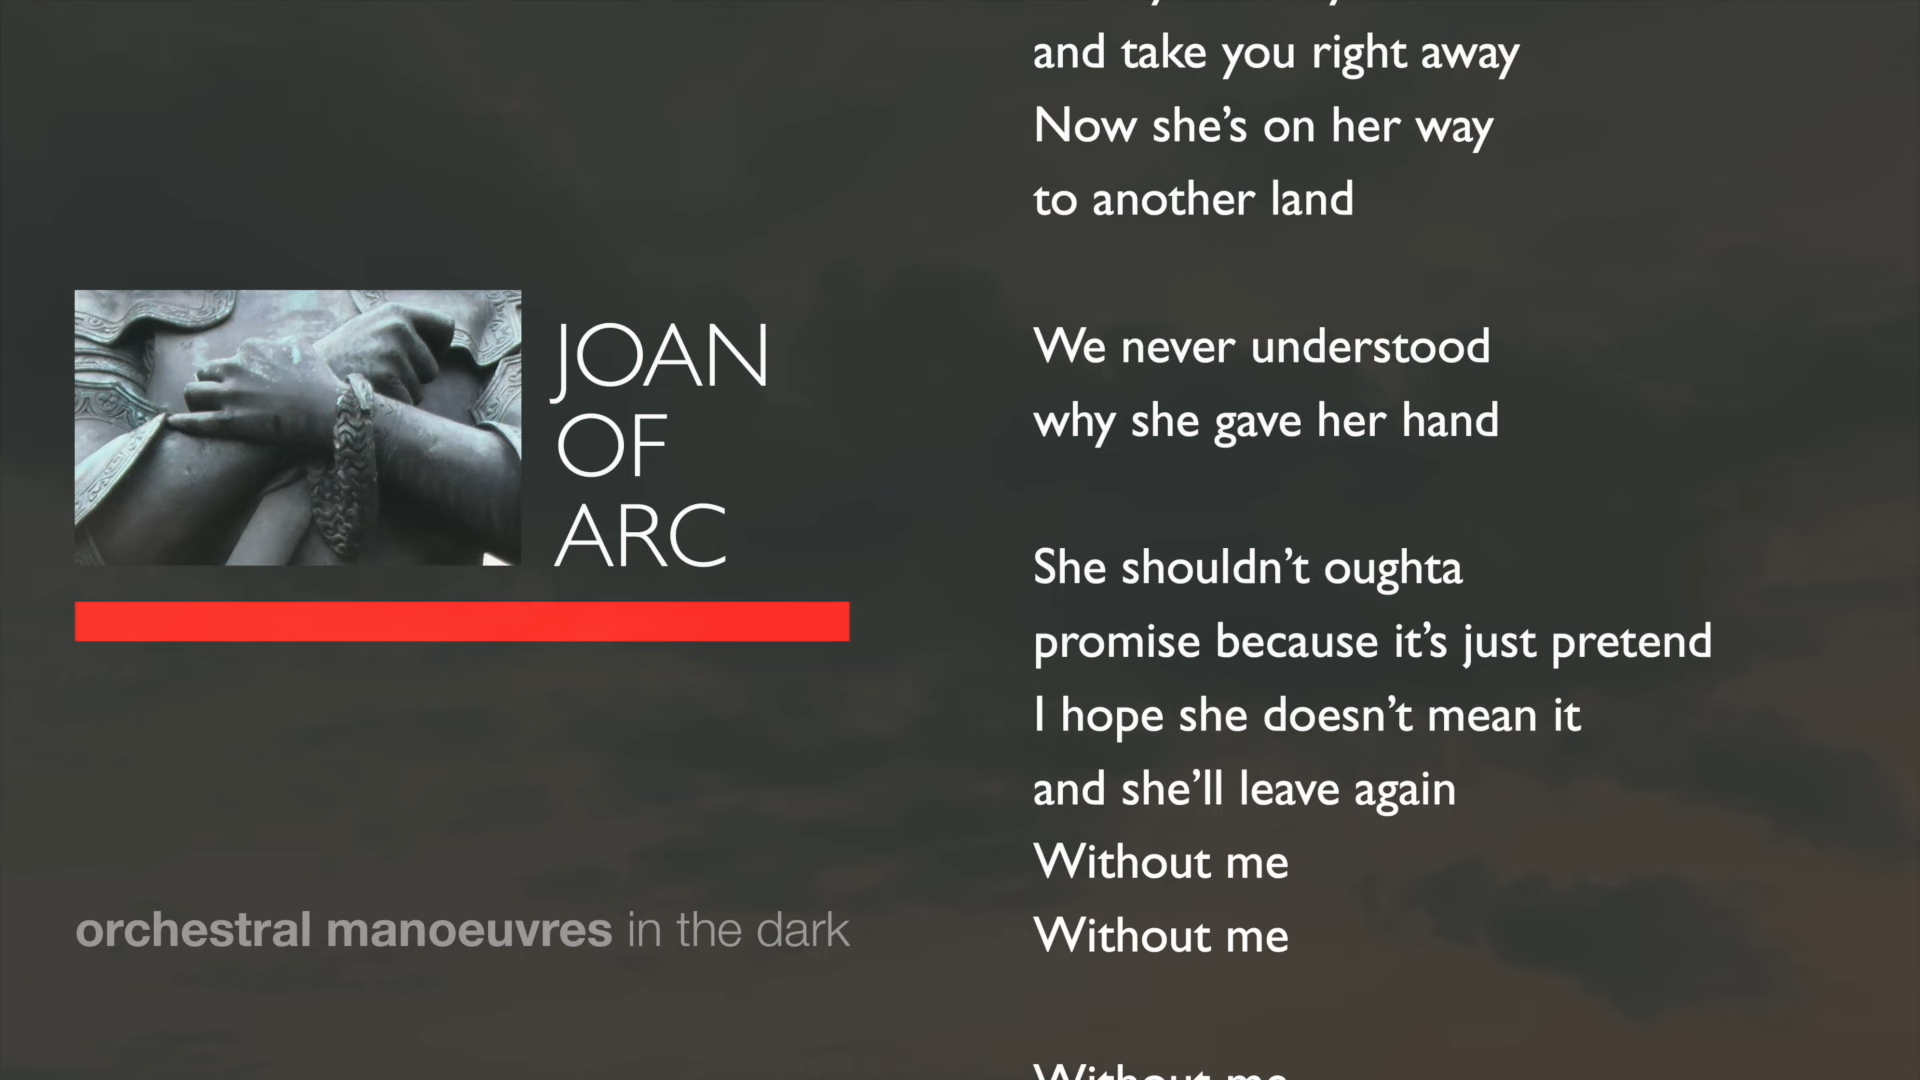 JOAN
OF
ARC
orchestral manoeuvres in the dark
and take you right away
Now she’s on her way
to another land
We never understood
why she gave her hand
She shouldn’t oughta
promise because it’s just pretend
I hope she doesn’t mean it
and she’ll leave again
Without me
Without me
Without me